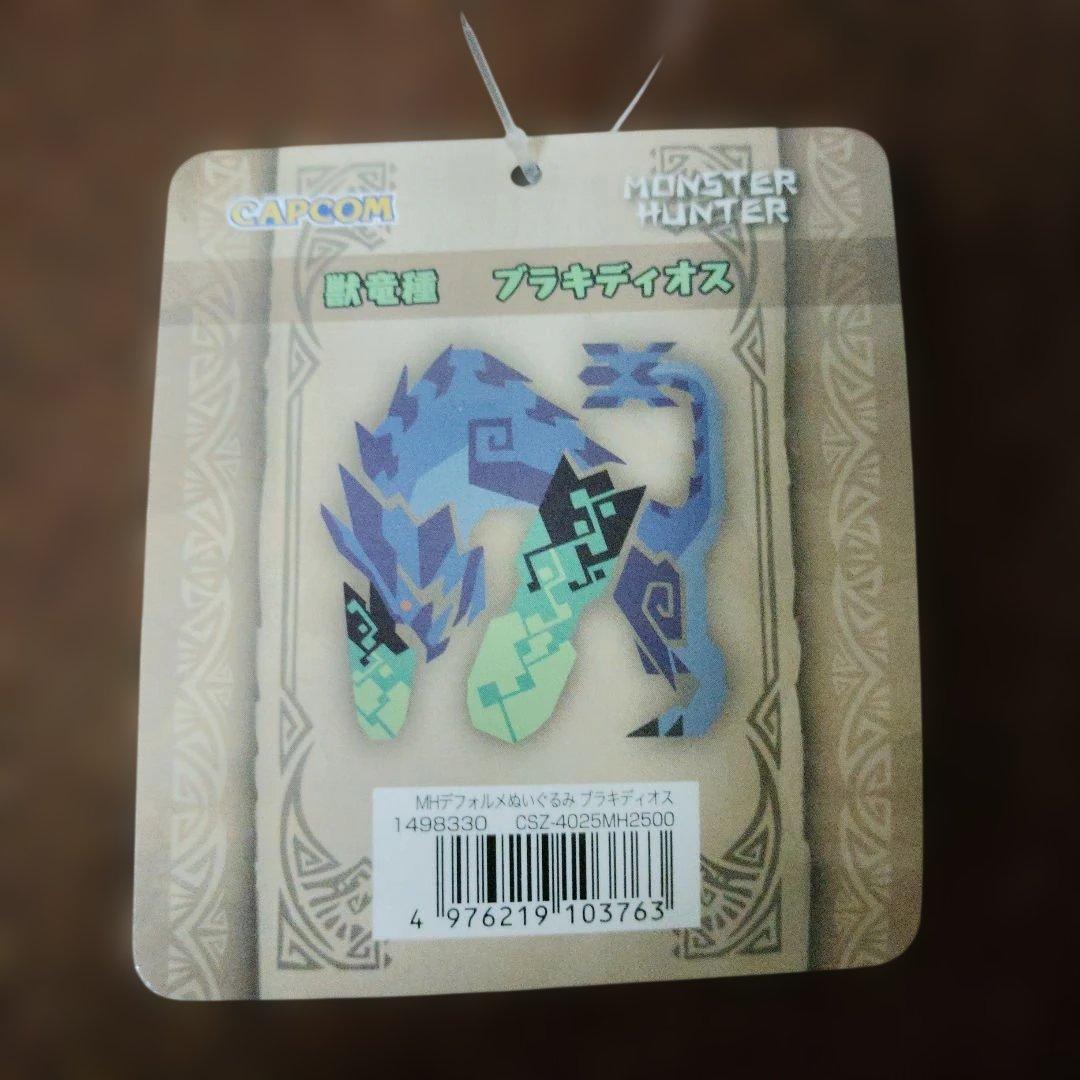 CAPCOM
MONSTER
HUNTER
獣竜種 ブラキディオス
MHデフォルメぬいぐるみ ブラキディオス
1498330 CSZ-4025MH2500
4 976219 103763